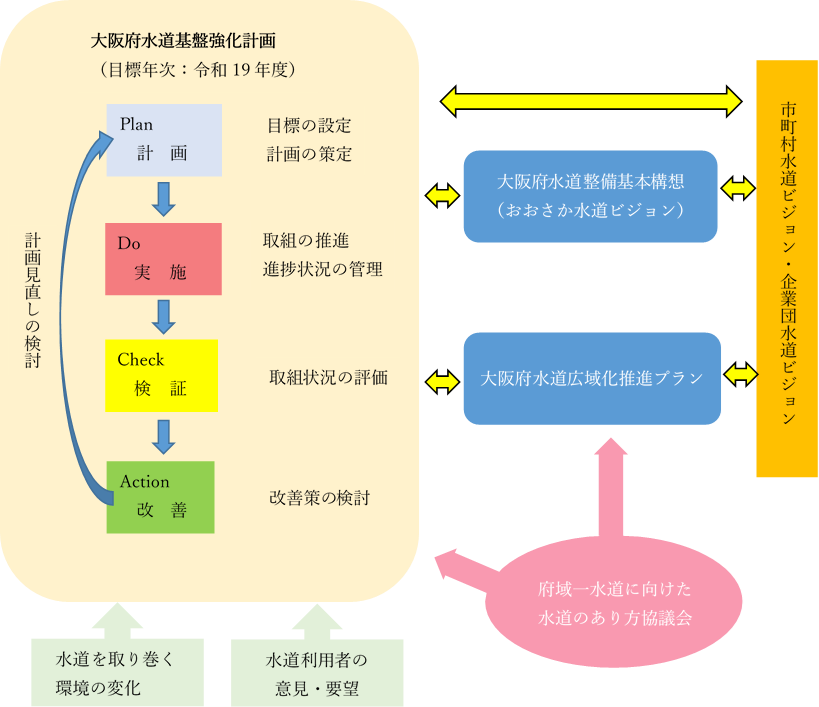 大阪府水道基盤強化計画
（目標年次：令和 19 年度）
Plan
計　画
目標の設定
計画の策定
Do
実　施
取組の推進
進捗状況の管理
Check
検　証
取組状況の評価
Action
改　善
改善策の検討
計画見直しの検討
大阪府水道整備基本構想
（おおさか水道ビジョン）
大阪府水道広域化推進プラン
市町村水道ビジョン・企業団水道ビジョン
府域一水道に向けた
水道のあり方協議会
水道を取り巻く
環境の変化
水道利用者の
意見・要望